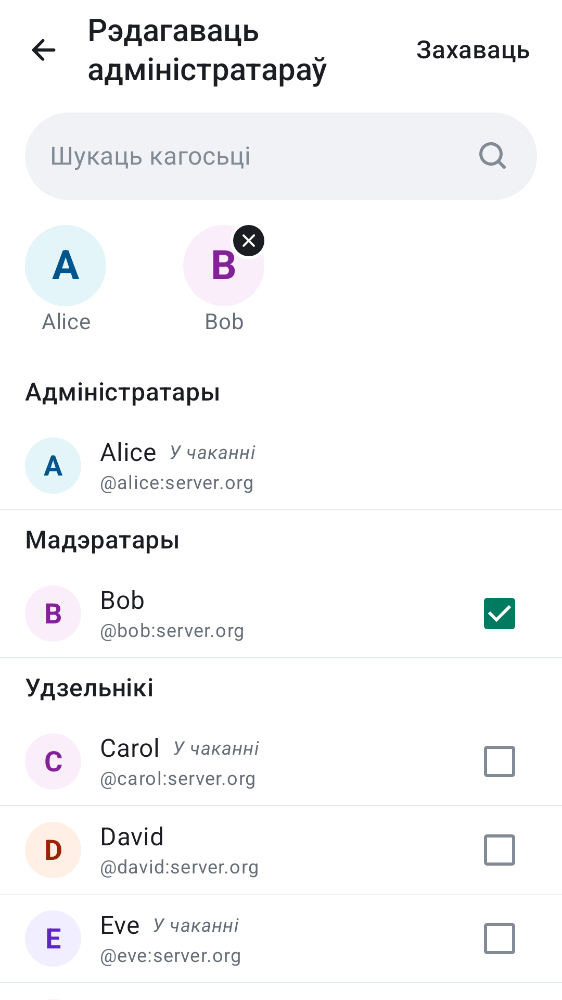 Рэдагаваць
адміністратараў
Захаваць
Шукаць кагосьці
A
B
Alice
Bob
Адміністратары
A
Alice У чаканні
@alice:server.org
Мадэратары
B
Bob
@bob:server.org
Удзельнікі
C
Carol У чаканні
@carol:server.org
D
David
@david:server.org
E
Eve У чаканні
@eve:server.org